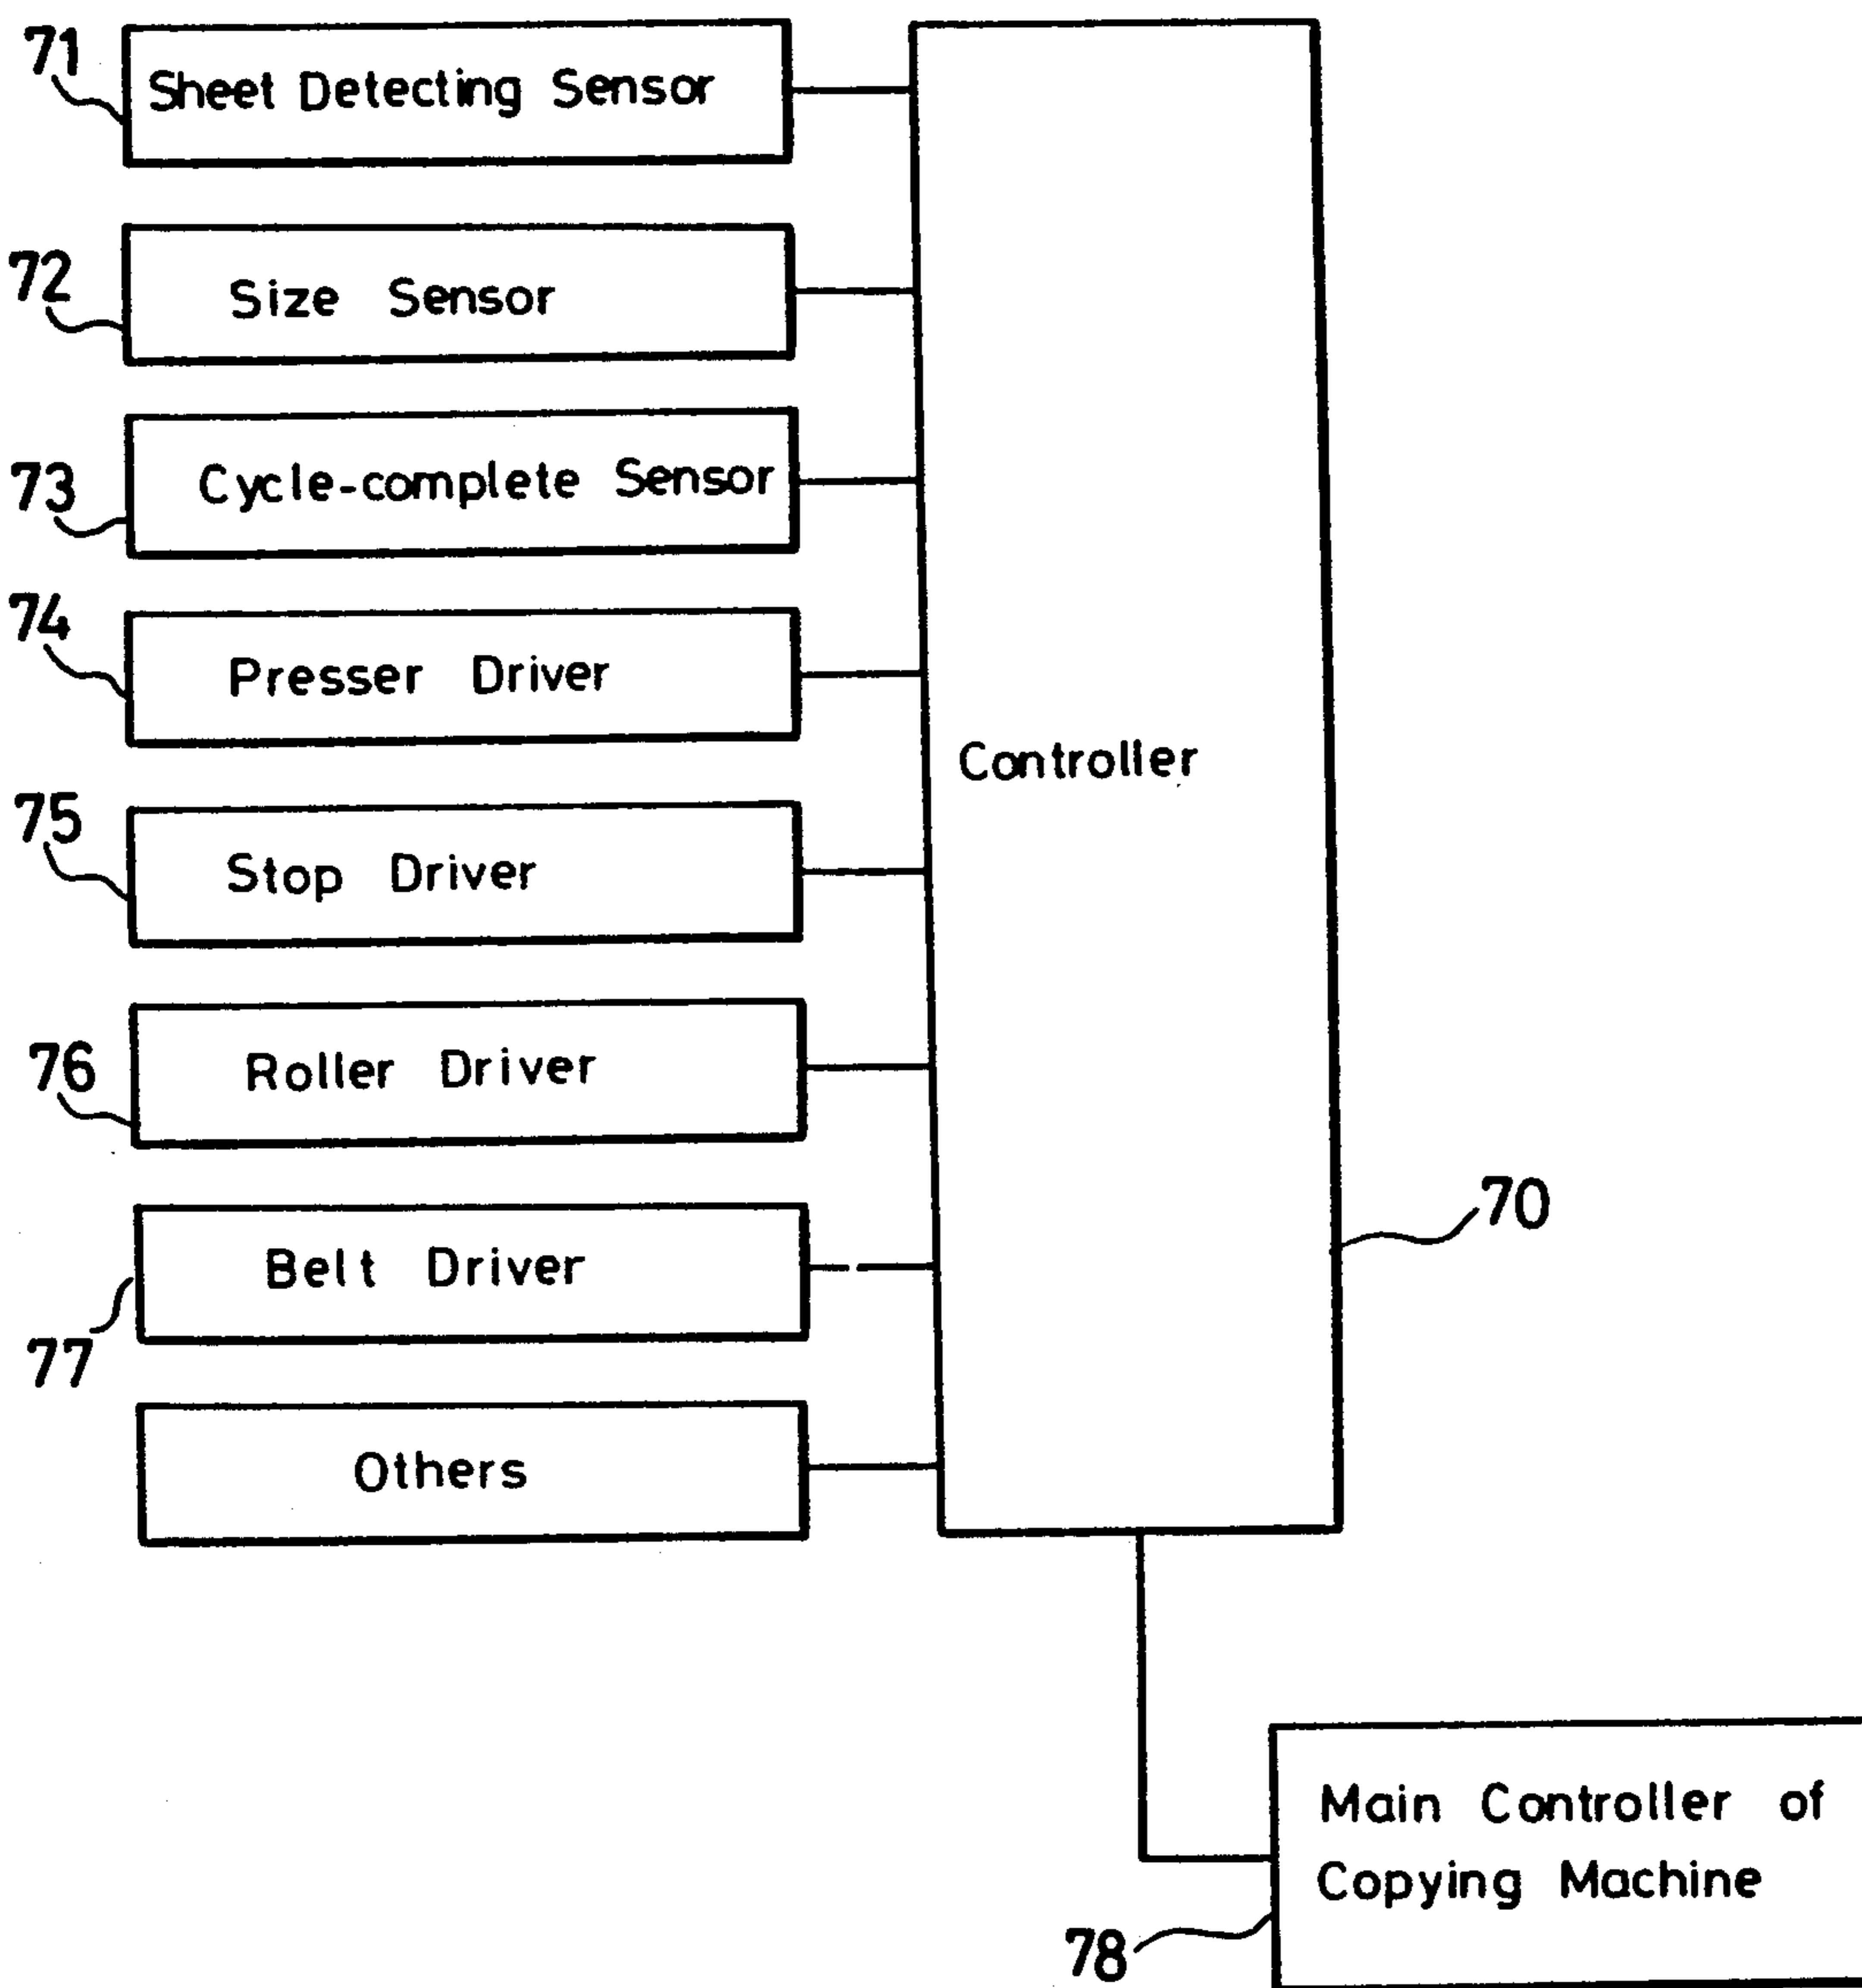 71
Sheet Detecting Sensor
72
Size Sensor
73
Cycle-complete Sensor
74
Presser Driver
Controller
75
Stop Driver
76
Roller Driver
70
77
Belt Driver
Others
Main Controller of
Copying Machine
78